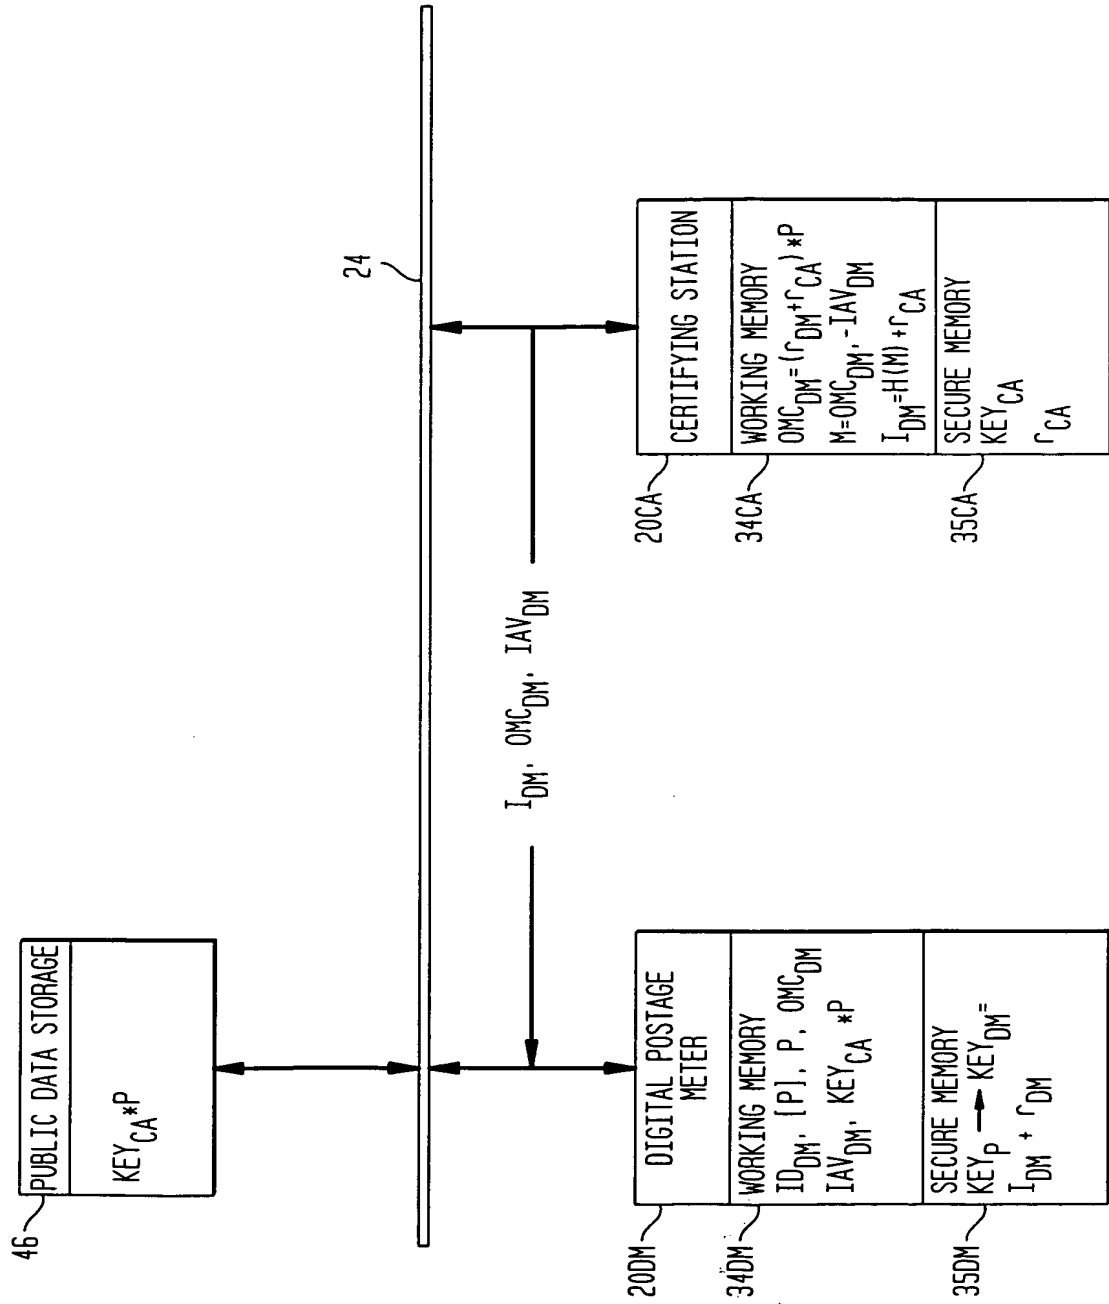 46
PUBLIC DATA STORAGE
KEY_CA *P
24
I_DM, OMC_DM, IAV_DM
20DM
DIGITAL POSTAGE
METER
34DM
WORKING MEMORY
ID_DM, [P], P, OMC_DM
IAV_DM, KEY_CA *P
35DM
SECURE MEMORY
KEY_P → KEY_DM=
I_DM + r_DM
20CA
CERTIFYING STATION
34CA
WORKING MEMORY
OMC_DM=(r_DM+r_CA)*P
M=OMC_DM,-IAV_DM
I_DM=H(M)+r_CA
35CA
SECURE MEMORY
KEY_CA
r_CA